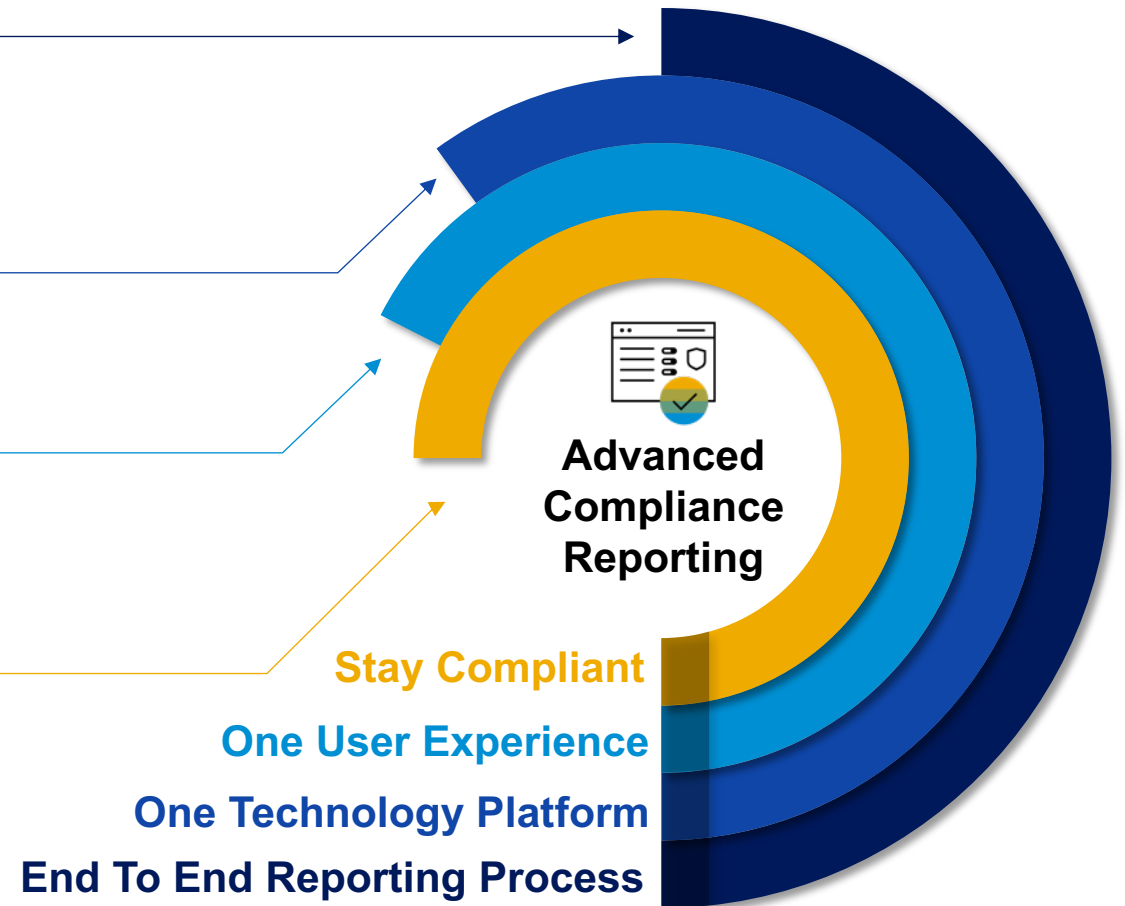 Advanced
Compliance
Reporting
Stay Compliant
One User Experience
One Technology Platform
End To End Reporting Process